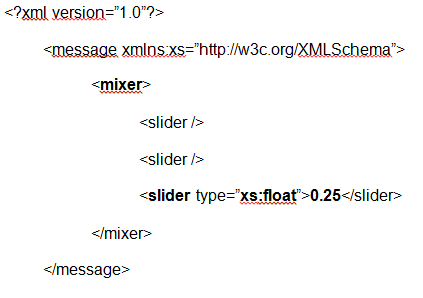 <?xml version=”1.0”?>
<message xmlns:xs=”http://w3c.org/XMLSchema”>
<mixer>
<slider />
<slider />
<slider type=”xs:float”>0.25</slider>
</mixer>
</message>